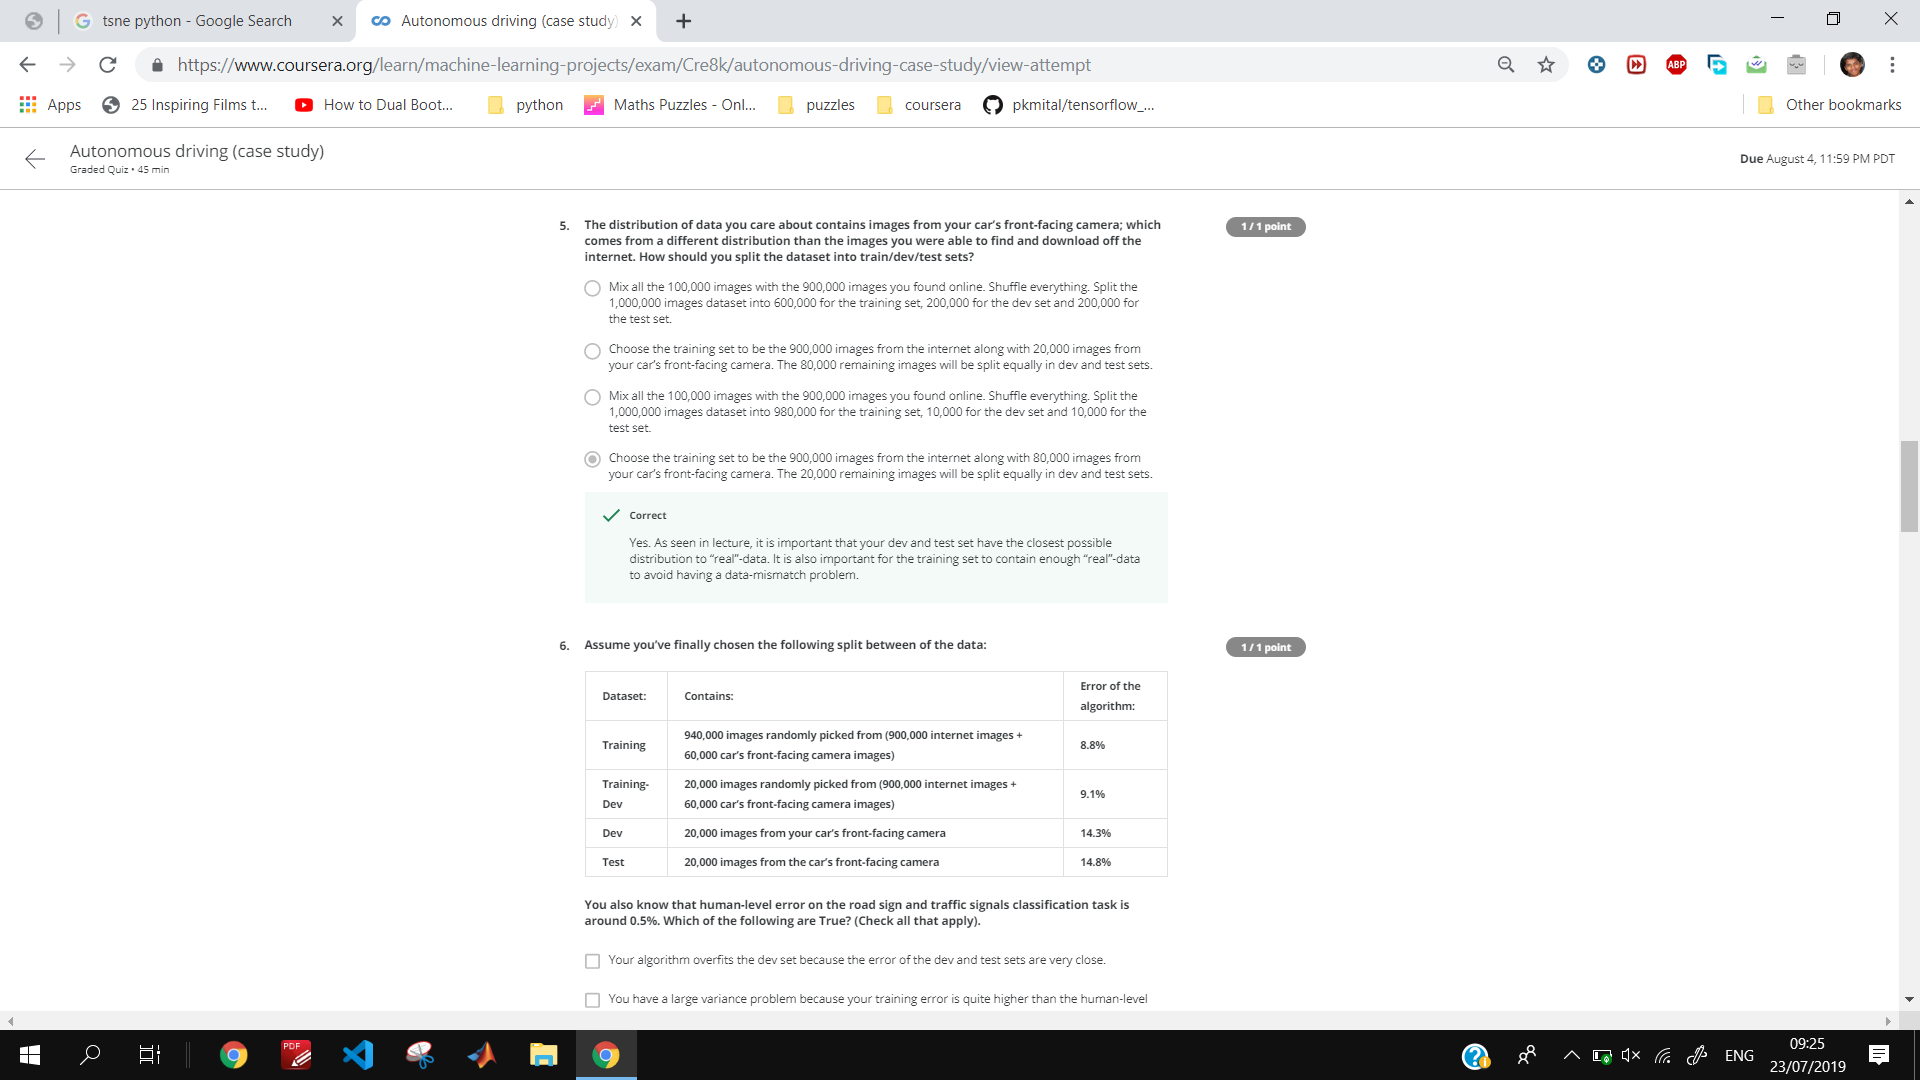 tsne python - Google Search
Autonomous driving (case study)
https://www.coursera.org/learn/machine-learning-projects/exam/Cre8k/autonomous-driving-case-study/view-attempt
ABP
Apps
25 Inspiring Films t...
How to Dual Boot...
python
Maths Puzzles - Onl...
puzzles
coursera
pkmital/tensorflow_...
Other bookmarks
Autonomous driving (case study)
Graded Quiz • 45 min
Due August 4, 11:59 PM PDT
5. The distribution of data you care about contains images from your car's front-facing camera; which
comes from a different distribution than the images you were able to find and download off the
internet. How should you split the dataset into train/dev/test sets?
1 / 1 point
Mix all the 100,000 images with the 900,000 images you found online. Shuffle everything. Split the
1,000,000 images dataset into 600,000 for the training set, 200,000 for the dev set and 200,000 for
the test set.
Choose the training set to be the 900,000 images from the internet along with 20,000 images from
your car's front-facing camera. The 80,000 remaining images will be split equally in dev and test sets.
Mix all the 100,000 images with the 900,000 images you found online. Shuffle everything. Split the
1,000,000 images dataset into 980,000 for the training set, 10,000 for the dev set and 10,000 for the
test set.
Choose the training set to be the 900,000 images from the internet along with 80,000 images from
your car's front-facing camera. The 20,000 remaining images will be split equally in dev and test sets.
Correct
Yes. As seen in lecture, it is important that your dev and test set have the closest possible
distribution to "real"-data. It is also important for the training set to contain enough "real"-data
to avoid having a data-mismatch problem.
6. Assume you've finally chosen the following split between of the data:
1 / 1 point
Dataset: Contains: Error of the
algorithm:
Training 940,000 images randomly picked from (900,000 internet images +
60,000 car's front-facing camera images) 8.8%
Training-
Dev 20,000 images randomly picked from (900,000 internet images +
60,000 car's front-facing camera images) 9.1%
Dev 20,000 images from your car's front-facing camera 14.3%
Test 20,000 images from the car's front-facing camera 14.8%
You also know that human-level error on the road sign and traffic signals classification task is
around 0.5%. Which of the following are True? (Check all that apply).
Your algorithm overfits the dev set because the error of the dev and test sets are very close.
You have a large variance problem because your training error is quite higher than the human-level
PDF
ENG
09:25
23/07/2019